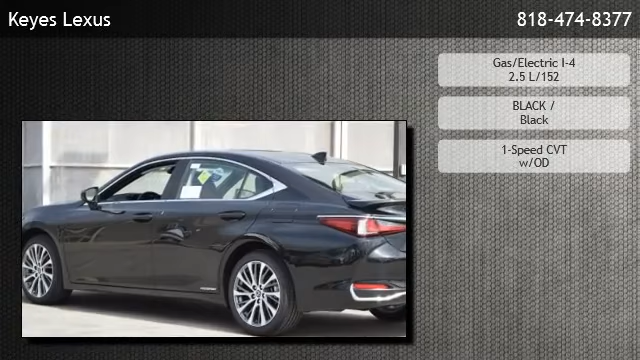 Keyes Lexus
818-474-8377
Gas/Electric I-4
2.5 L/152
BLACK /
Black
1-Speed CVT
w/OD